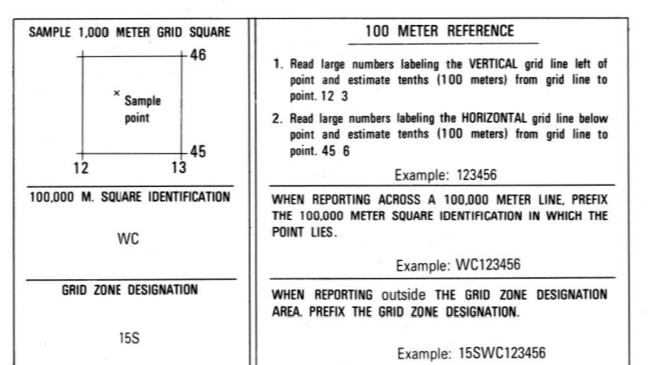 SAMPLE 1,000 METER GRID SQUARE
46
× Sample
point
45
12
13
100,000 M. SQUARE IDENTIFICATION
WC
GRID ZONE DESIGNATION
15S
100 METER REFERENCE
1. Read large numbers labeling the VERTICAL grid line left of
point and estimate tenths (100 meters) from grid line to
point. 12 3
2. Read large numbers labeling the HORIZONTAL grid line below
point and estimate tenths (100 meters) from grid line to
point. 45 6
Example: 123456
WHEN REPORTING ACROSS A 100,000 METER LINE, PREFIX
THE 100,000 METER SQUARE IDENTIFICATION IN WHICH THE
POINT LIES.
Example: WC123456
WHEN REPORTING outside THE GRID ZONE DESIGNATION
AREA. PREFIX THE GRID ZONE DESIGNATION.
Example: 15SWC123456